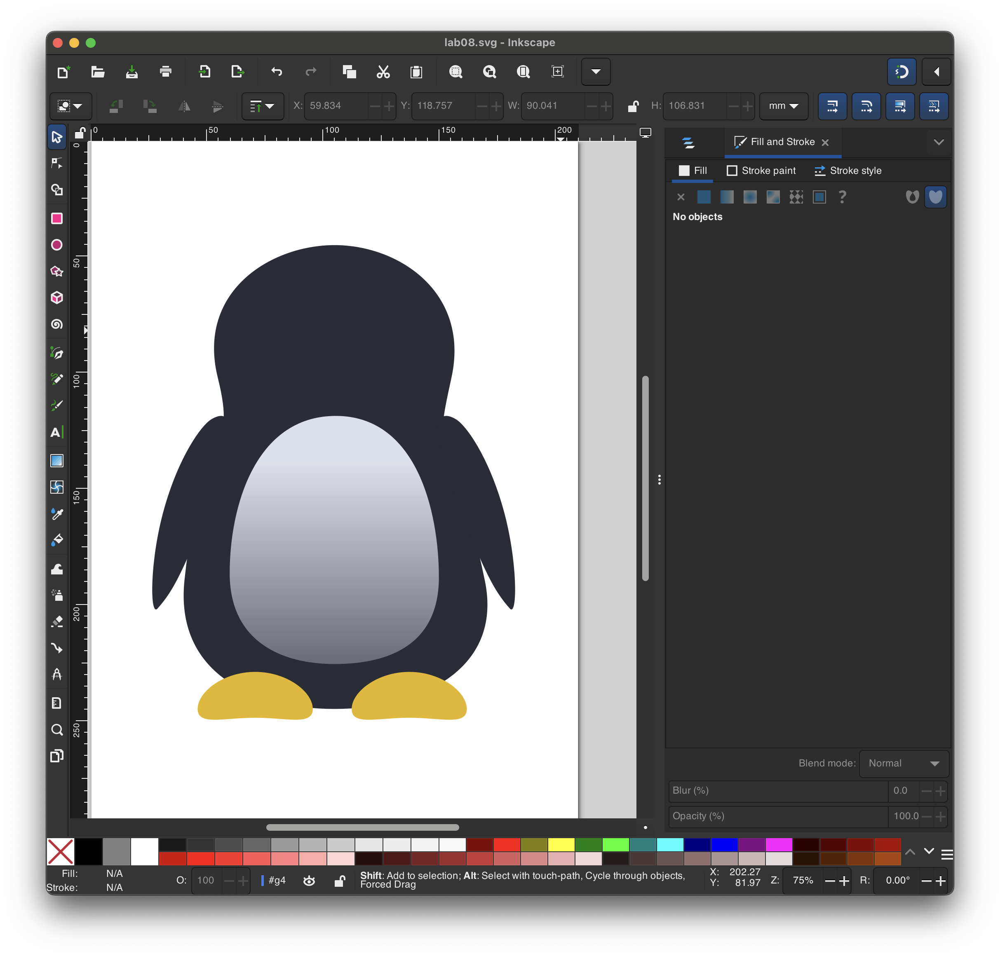 lab08.svg - Inkscape
X: 59.834 Y: 118.757 W: 90.041 H: 106.831 mm
0 50 100 150 200
Fill and Stroke
0
Fill Stroke paint Stroke style
?
No objects
50
100
A
150
200
250
Blend mode: Normal
Blur (%) 0.0
Opacity (%) 100.0
Fill: N/A
Stroke: N/A
O: 100 #g4
Shift: Add to selection; Alt: Select with touch-path, Cycle through objects,
Forced Drag
X: 202.27
Y: 81.97
Z: 75% R: 0.00°